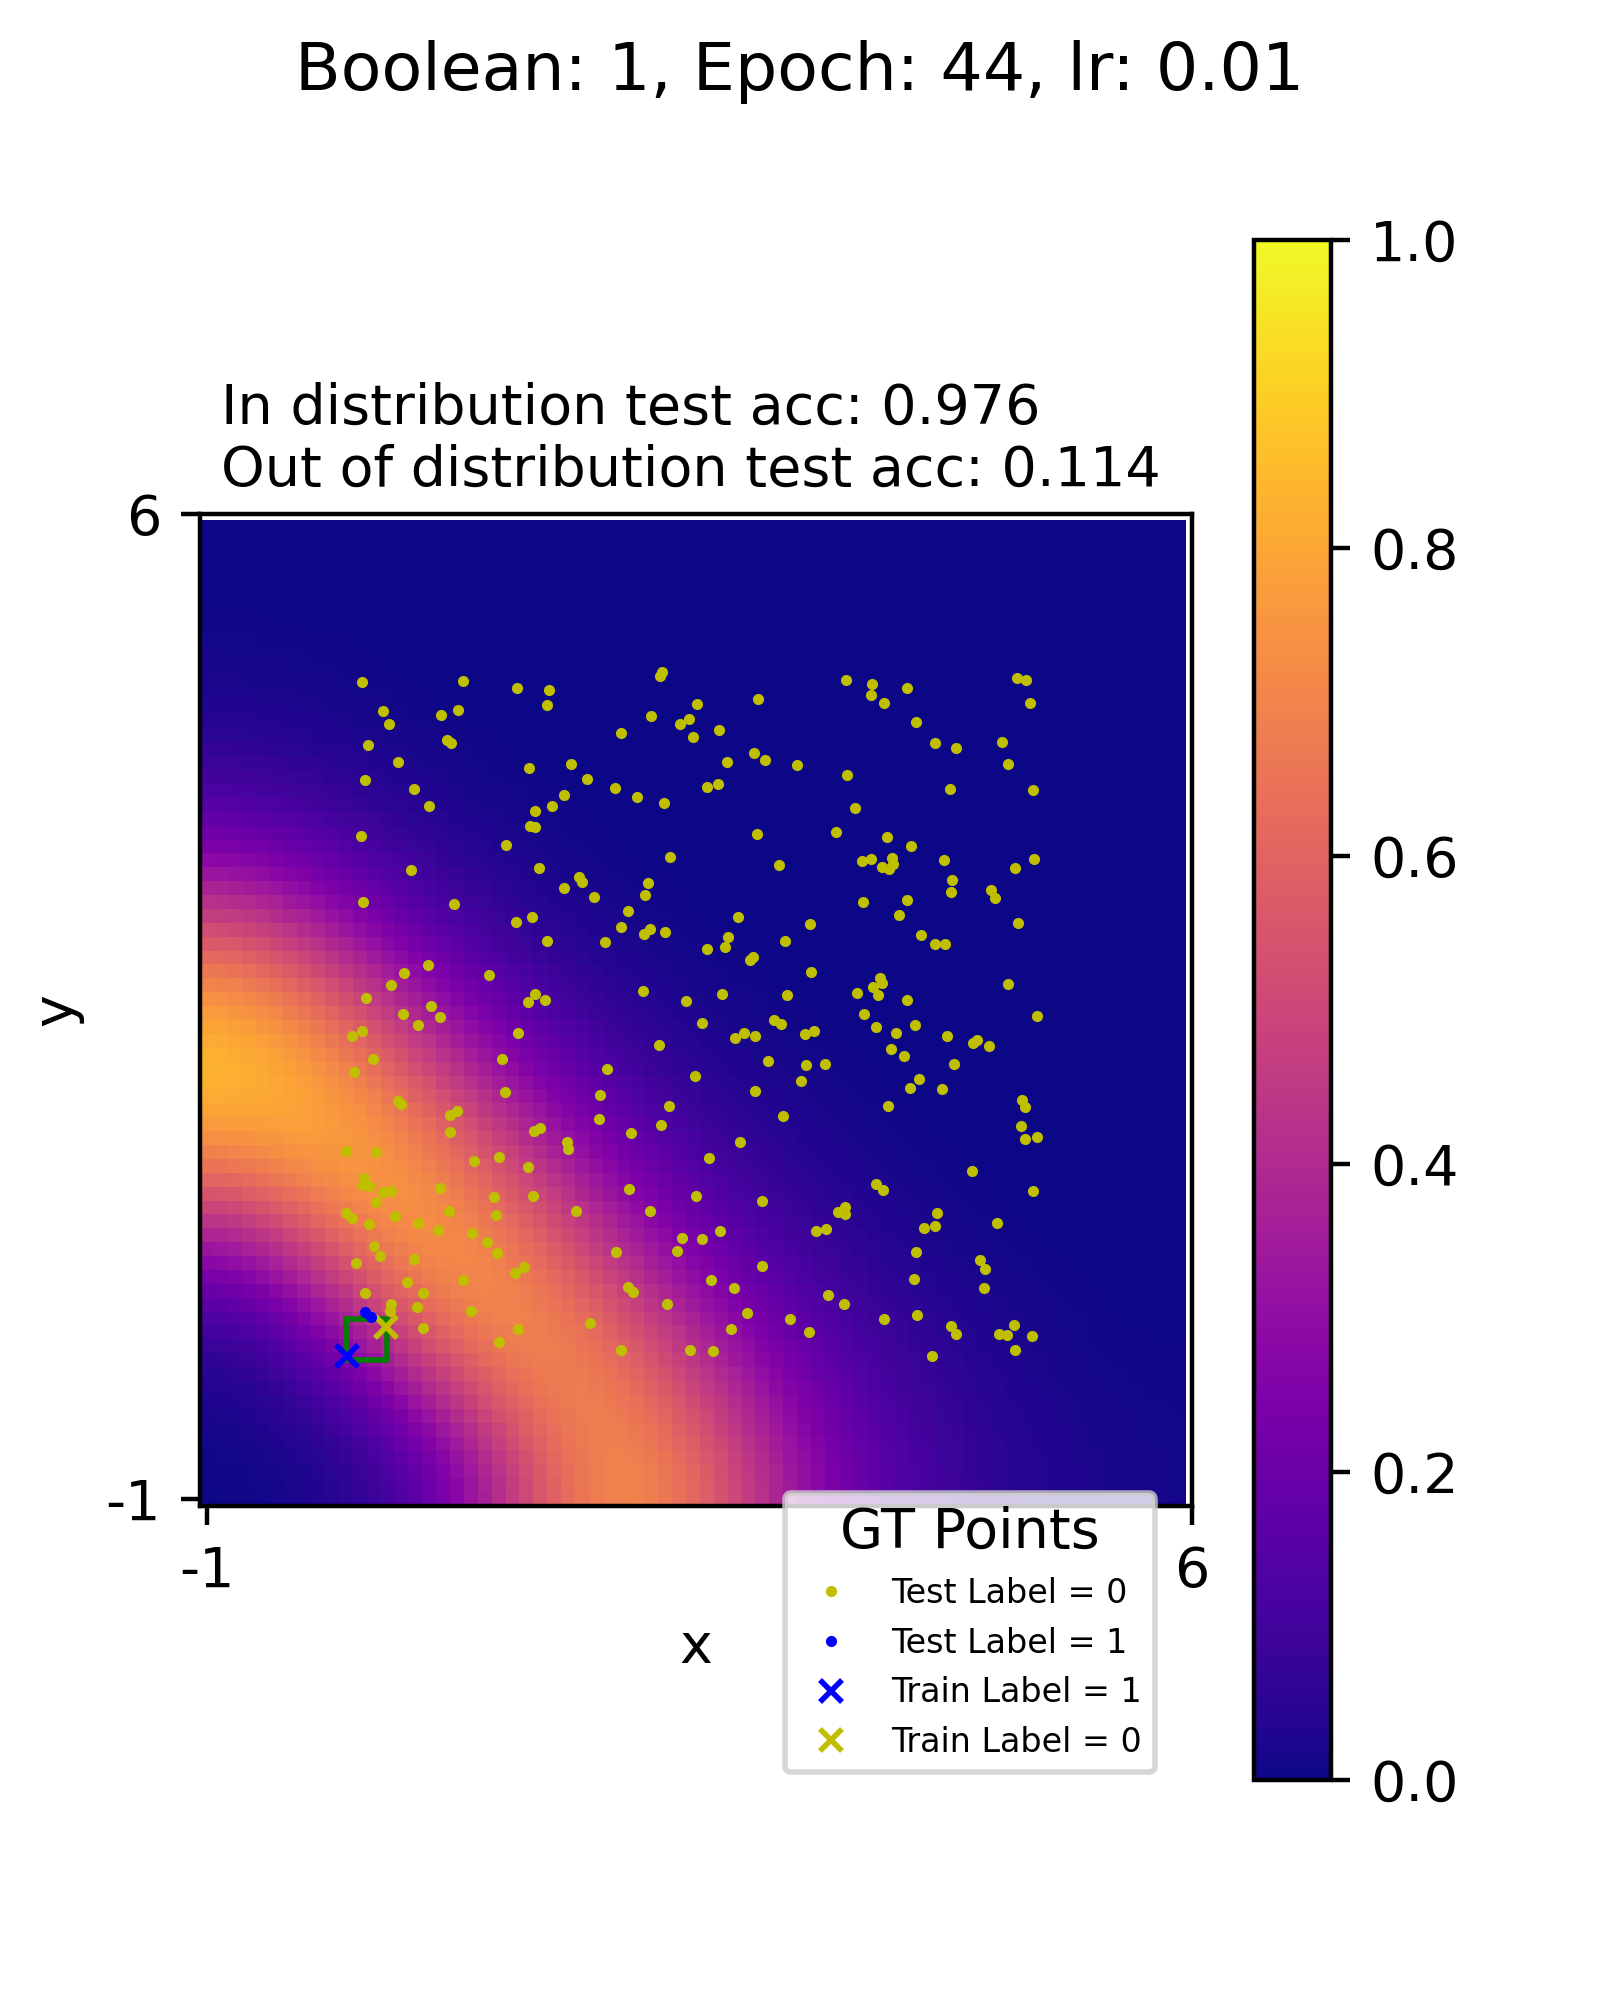 Boolean: 1, Epoch: 44, lr: 0.01
In distribution test acc: 0.976
Out of distribution test acc: 0.114
6
y
-1
-1
6
x
GT Points
Test Label = 0
Test Label = 1
Train Label = 1
Train Label = 0
1.0
0.8
0.6
0.4
0.2
0.0